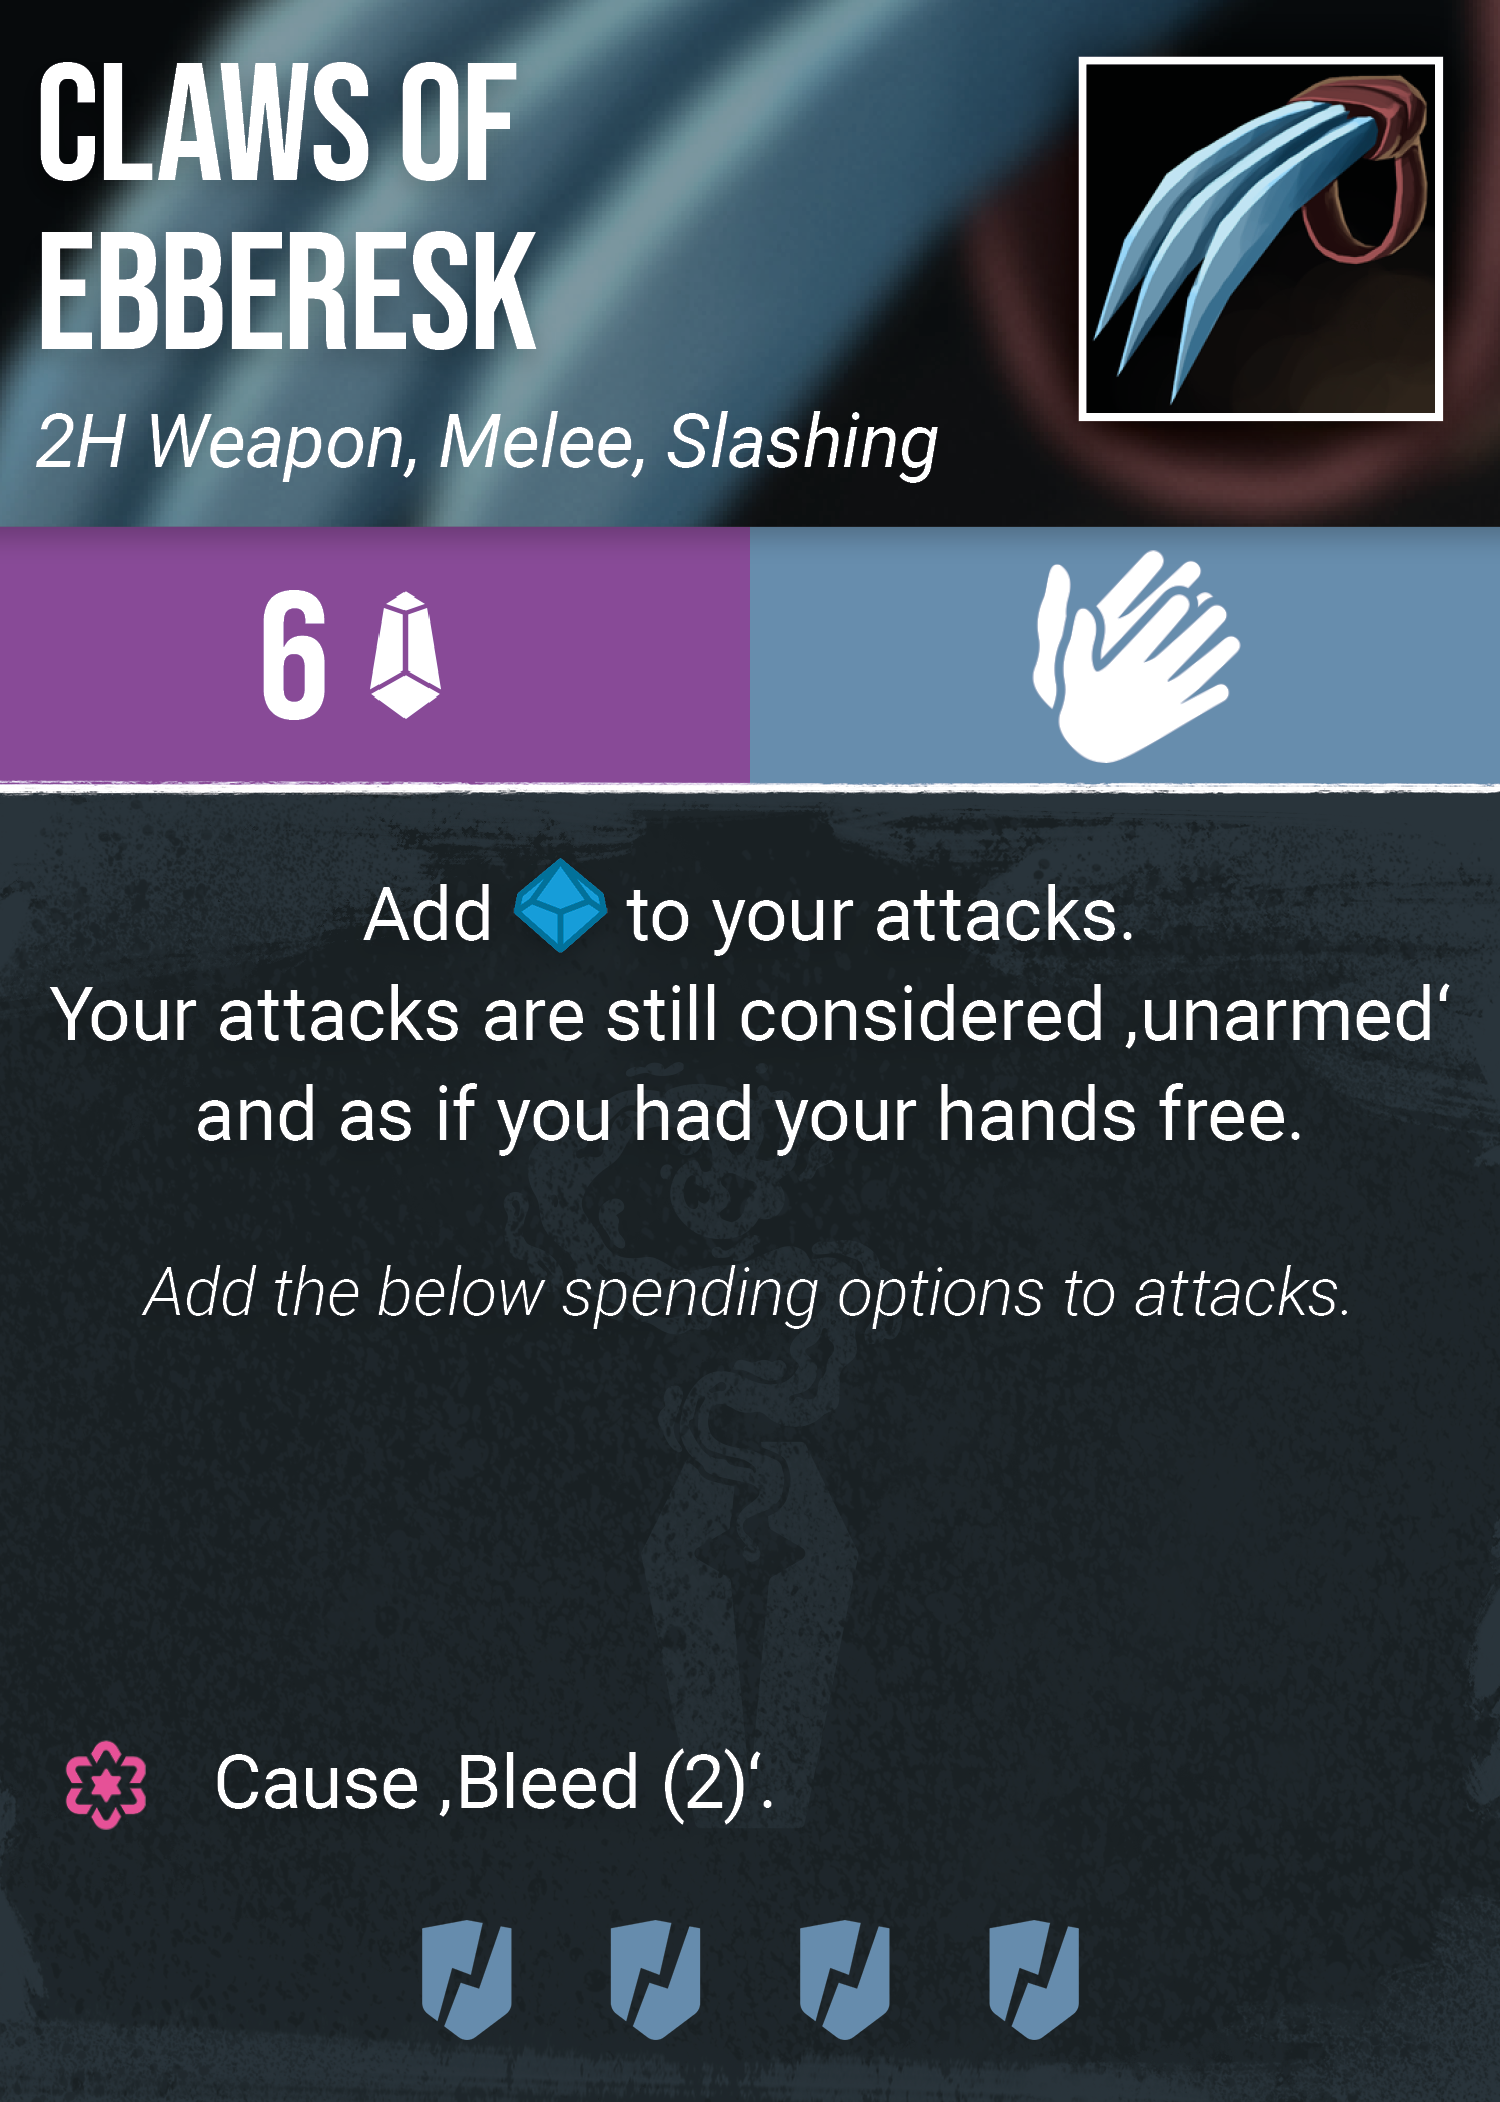 CLAWS OF
EBBERESK
2H Weapon, Melee, Slashing
6
Add to your attacks.
Your attacks are still considered ‚unarmed‘
and as if you had your hands free.
Add the below spending options to attacks.
Cause ‚Bleed (2)‘.